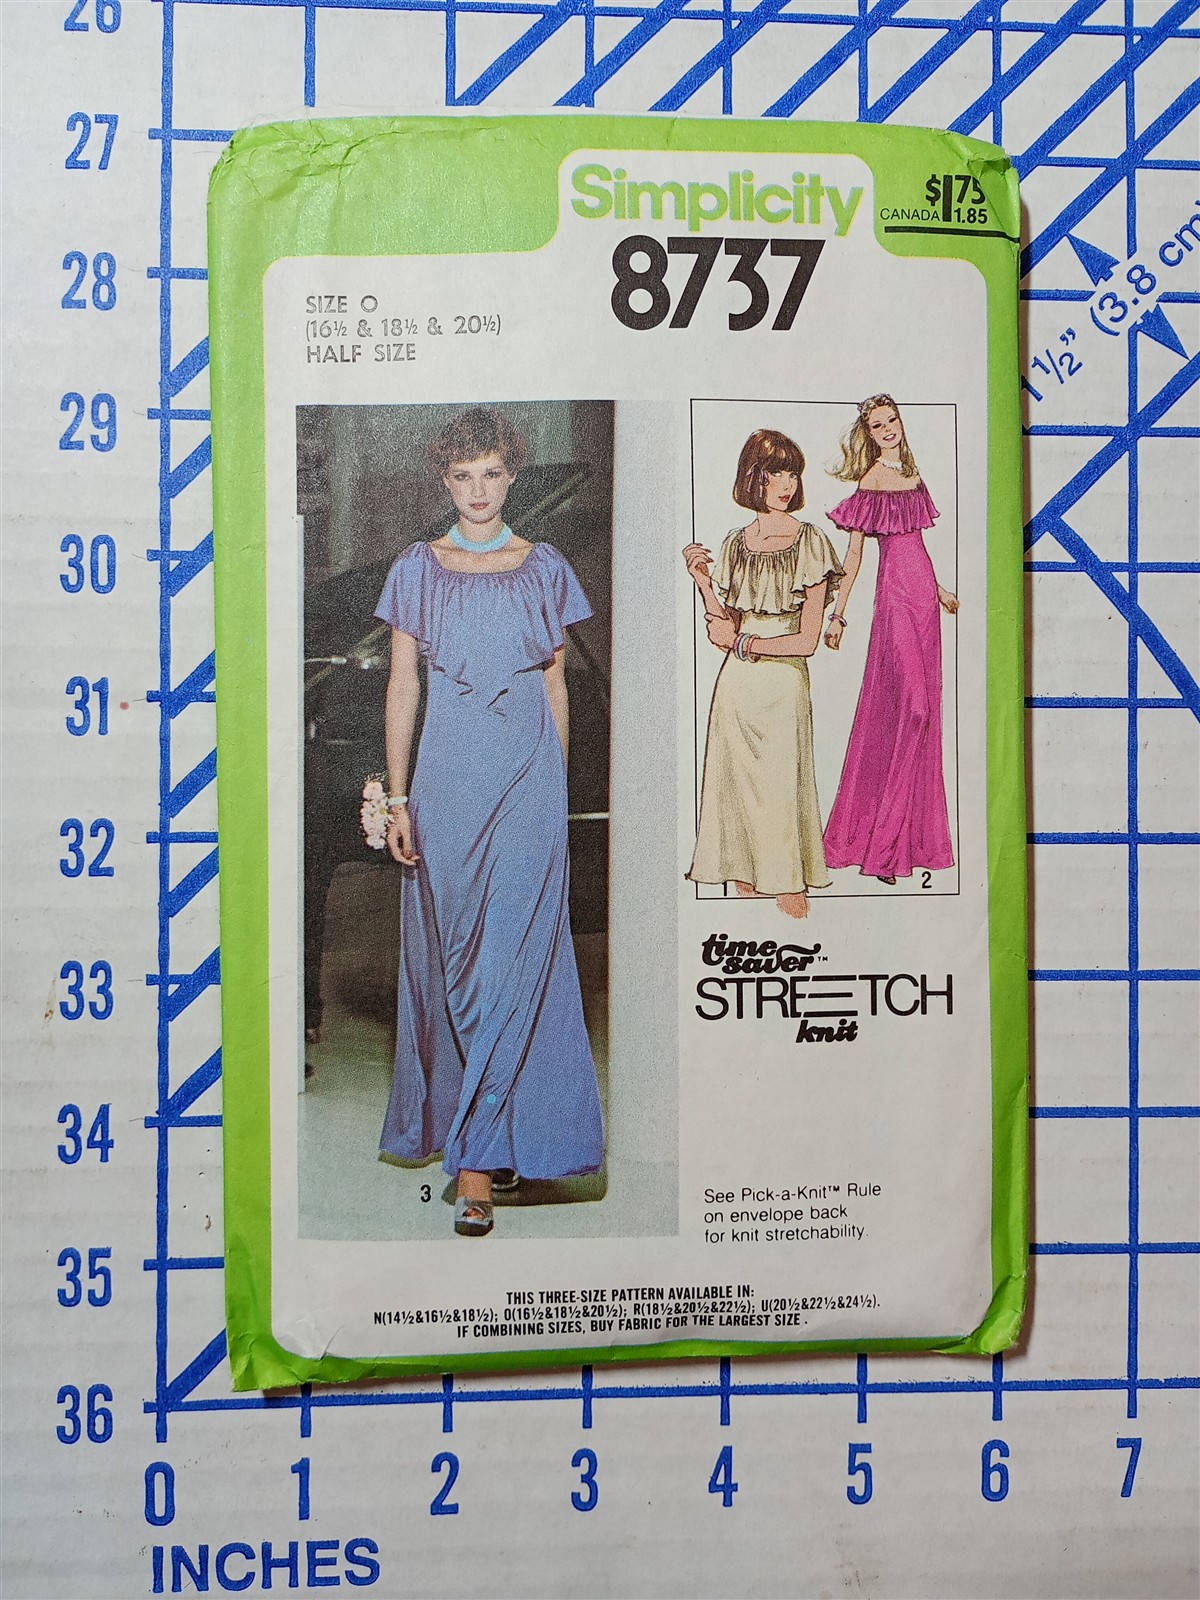 26
27
28
29
30
31
32
33
34
35
36
0 1 2 3 4 5 6 7
INCHES
1 1/2" (3.8 cm)
Simplicity
8737
$1.75
CANADA 1.85
SIZE O
(16½ & 18½ & 20½)
HALF SIZE
1
2
3
time
saver™
STRETCH
knit
See Pick-a-Knit™ Rule
on envelope back
for knit stretchability.
THIS THREE-SIZE PATTERN AVAILABLE IN:
N(14½&16½&18½); O(16½&18½&20½); R(18½&20½&22½); U(20½&22½&24½).
IF COMBINING SIZES, BUY FABRIC FOR THE LARGEST SIZE.